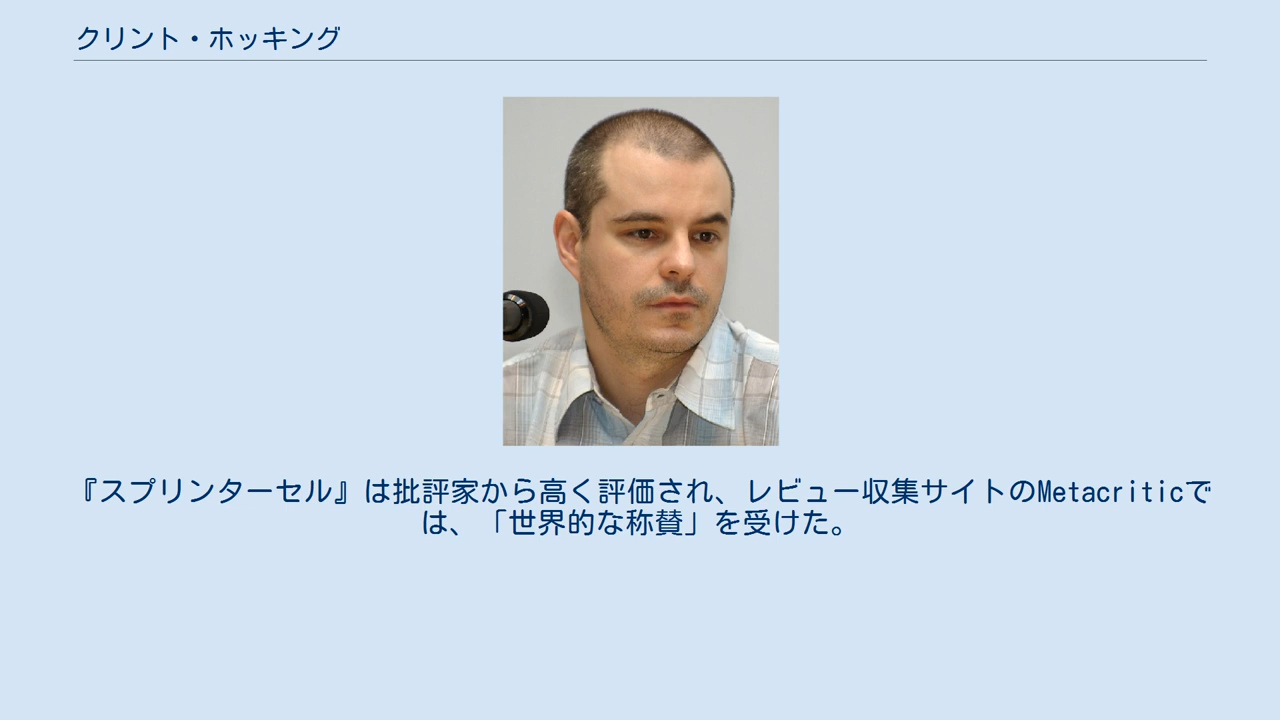 クリント・ホッキング
『スプリンターセル』は批評家から高く評価され、レビュー収集サイトのMetacriticで
は、「世界的な称賛」を受けた。